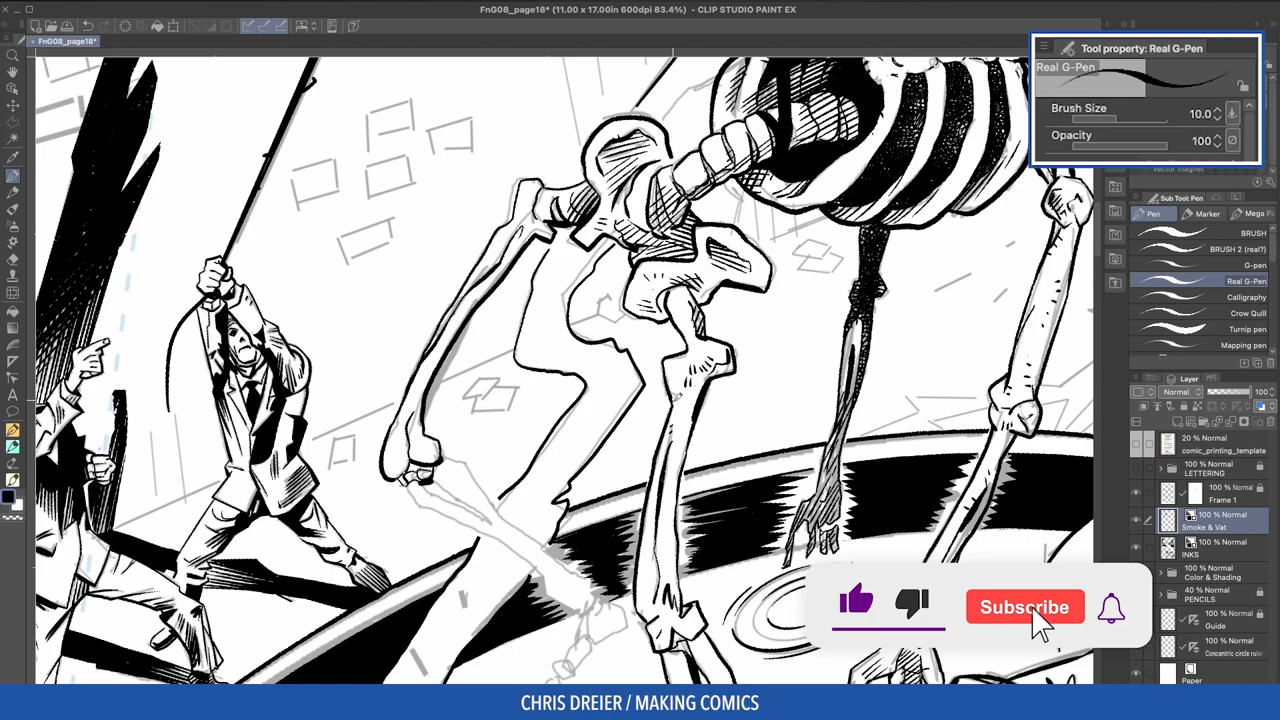 FnG08_page18* (11.00 x 17.00in 600dpi 83.4%) - CLIP STUDIO PAINT EX
FnG08_page18*
Tool property: Real G-Pen
Real G-Pen
Brush Size
10.0
Opacity
100
Vector magnet
Sub Tool: Pen
Pen
Marker
Mega P
BRUSH
BRUSH 2 (real?)
G-pen
Real G-Pen
Calligraphy
Crow Quill
Turnip pen
Mapping pen
Layer
Normal
100
20 % Normal
comic_printing_template
100 % Normal
LETTERING
100 % Normal
Frame 1
100 % Normal
Smoke & Vat
100 % Normal
INKS
100 % Normal
Color & Shading
40 % Normal
PENCILS
100 % Normal
Guide
100 % Normal
Concentric circle ruler
Paper
Subscribe
CHRIS DREIER / MAKING COMICS